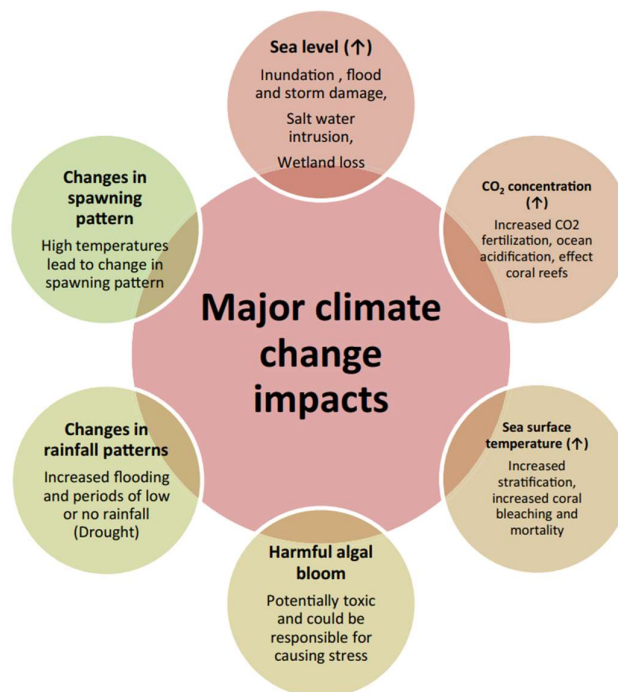 Sea level (↑)
Inundation , flood
and storm damage,
Salt water
intrusion,
Wetland loss
CO₂ concentration
(↑)
Increased CO2
fertilization, ocean
acidification, effect
coral reefs
Sea surface
temperature (↑)
Increased
stratification,
increased coral
bleaching and
mortality
Harmful algal
bloom
Potentially toxic
and could be
responsible for
causing stress
Changes in
rainfall patterns
Increased flooding
and periods of low
or no rainfall
(Drought)
Changes in
spawning
pattern
High temperatures
lead to change in
spawning pattern
Major climate
change
impacts